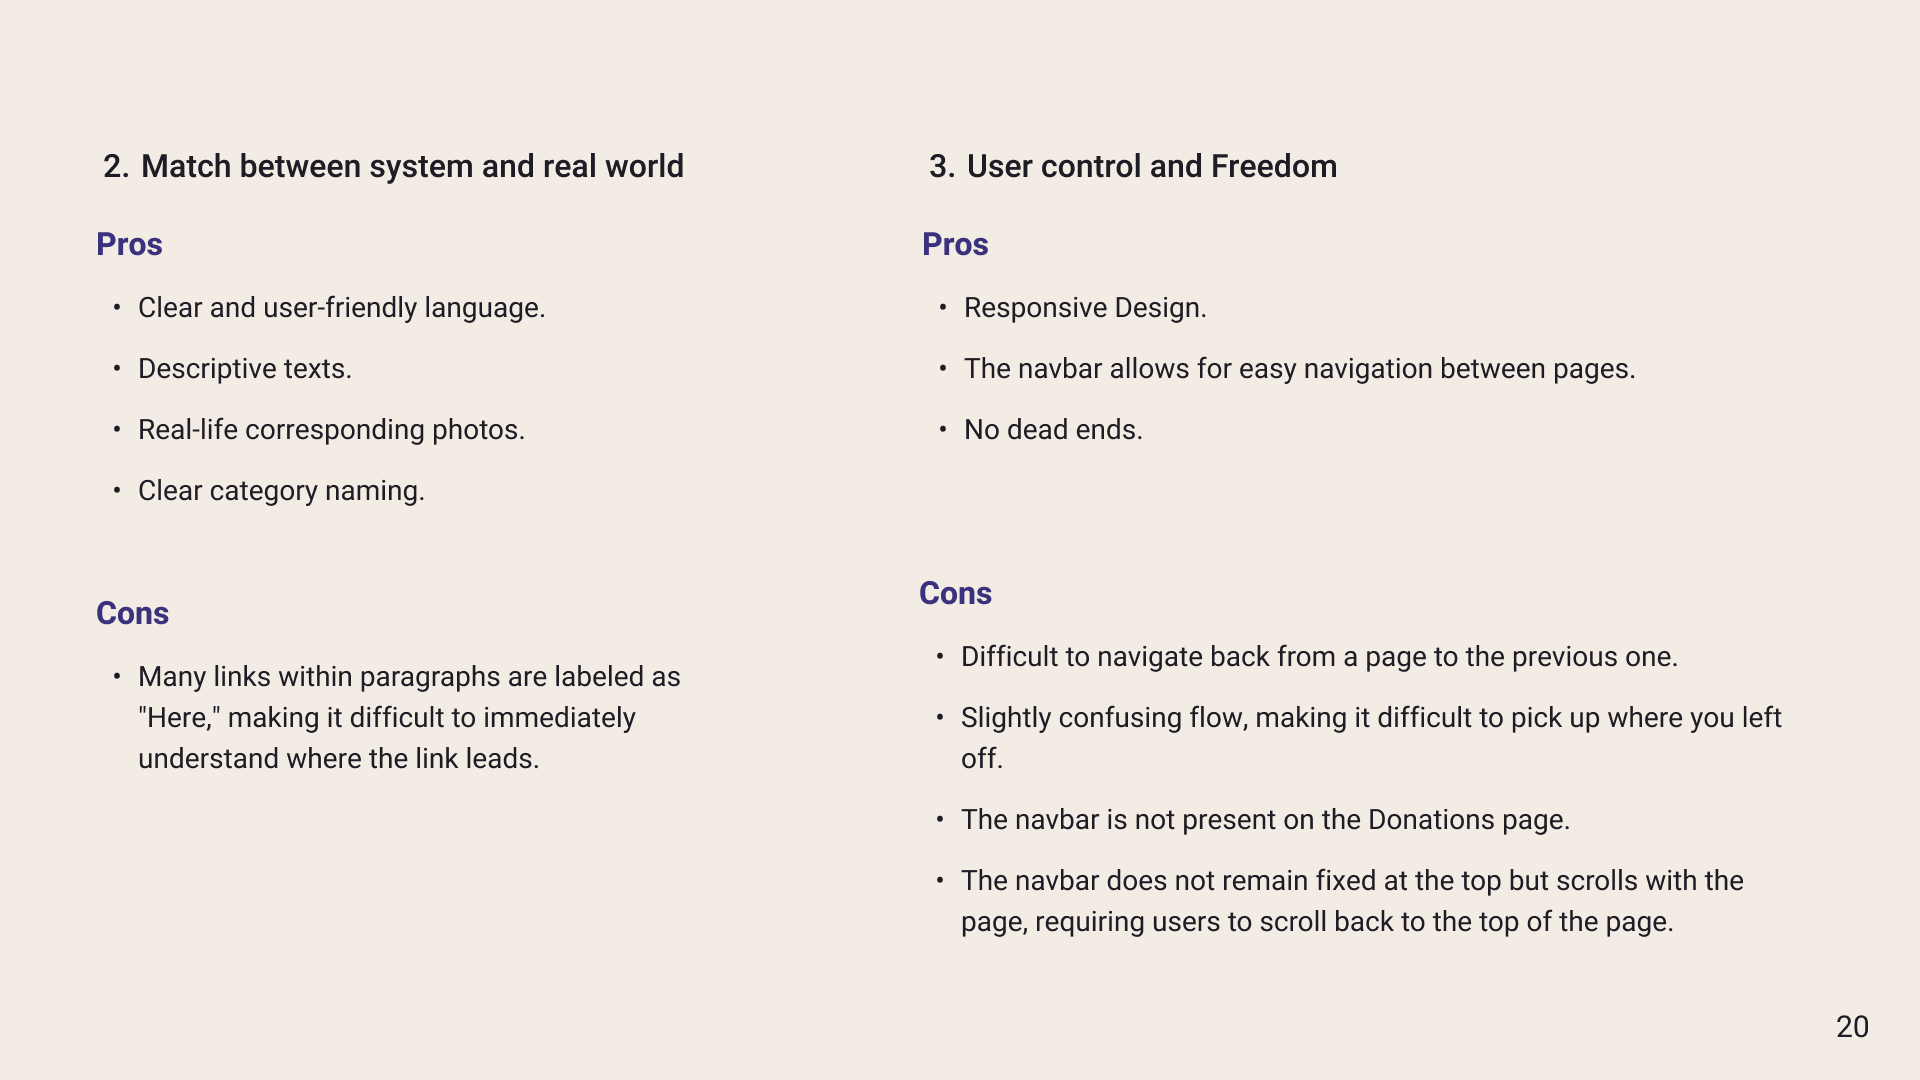 2. Match between system and real world
Pros
• Clear and user-friendly language.
• Descriptive texts.
• Real-life corresponding photos.
• Clear category naming.
Cons
• Many links within paragraphs are labeled as
"Here," making it difficult to immediately
understand where the link leads.
3. User control and Freedom
Pros
• Responsive Design.
• The navbar allows for easy navigation between pages.
• No dead ends.
Cons
• Difficult to navigate back from a page to the previous one.
• Slightly confusing flow, making it difficult to pick up where you left
off.
• The navbar is not present on the Donations page.
• The navbar does not remain fixed at the top but scrolls with the
page, requiring users to scroll back to the top of the page.
20